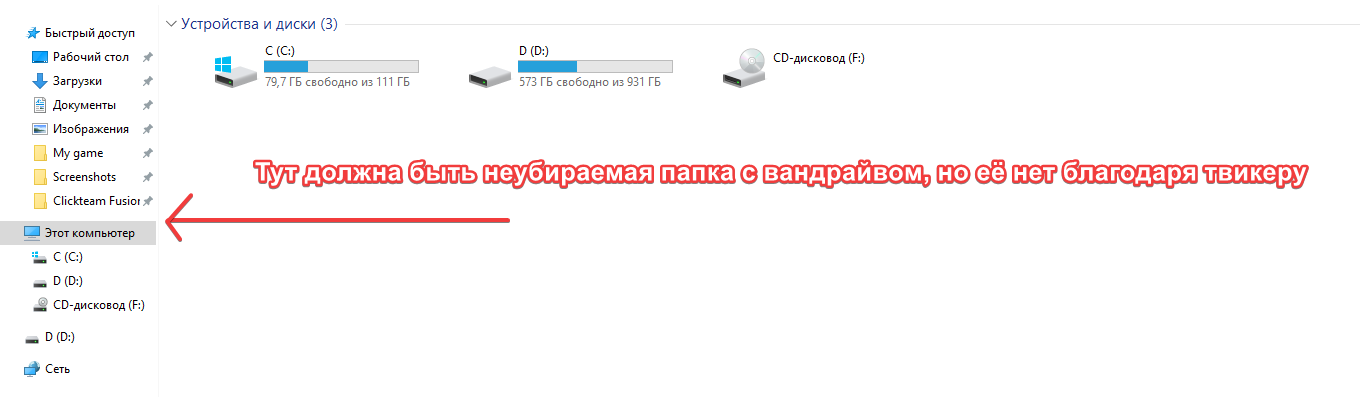 Быстрый доступ
Рабочий стол
Загрузки
Документы
Изображения
My game
Screenshots
Clickteam Fusion
Этот компьютер
C (C:)
D (D:)
CD-дисковод (F:)
D (D:)
Сеть
Устройства и диски (3)
C (C:)
79,7 ГБ свободно из 111 ГБ
D (D:)
573 ГБ свободно из 931 ГБ
CD-дисковод (F:)
Тут должна быть неубираемая папка с вандрайвом, но её нет благодаря твикеру